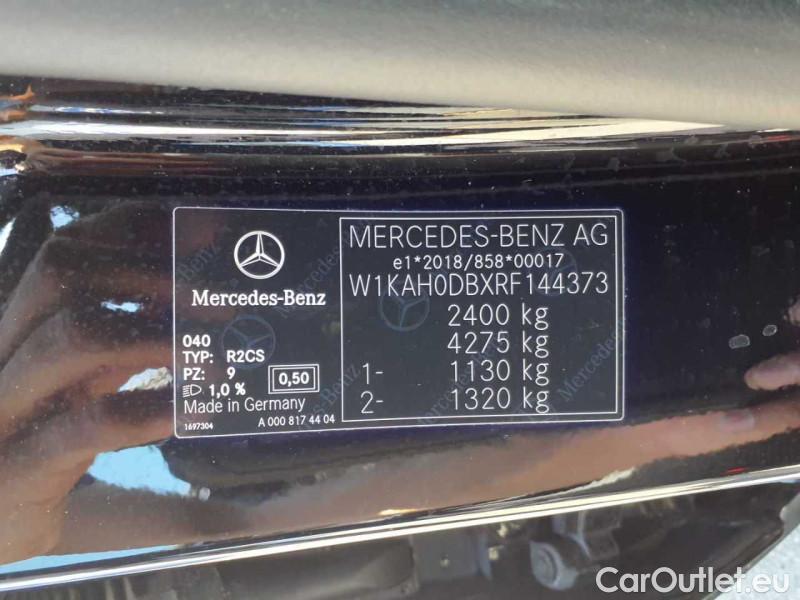 Mercedes-Benz
040
TYP: R2CS
PZ: 9
1,0 %
0,50
Made in Germany
1697304
A 000 817 44 04
MERCEDES-BENZ AG
e1*2018/858*00017
W1KAH0DBXRF144373
2400 kg
4275 kg
1- 1130 kg
2- 1320 kg
CarOutlet.eu